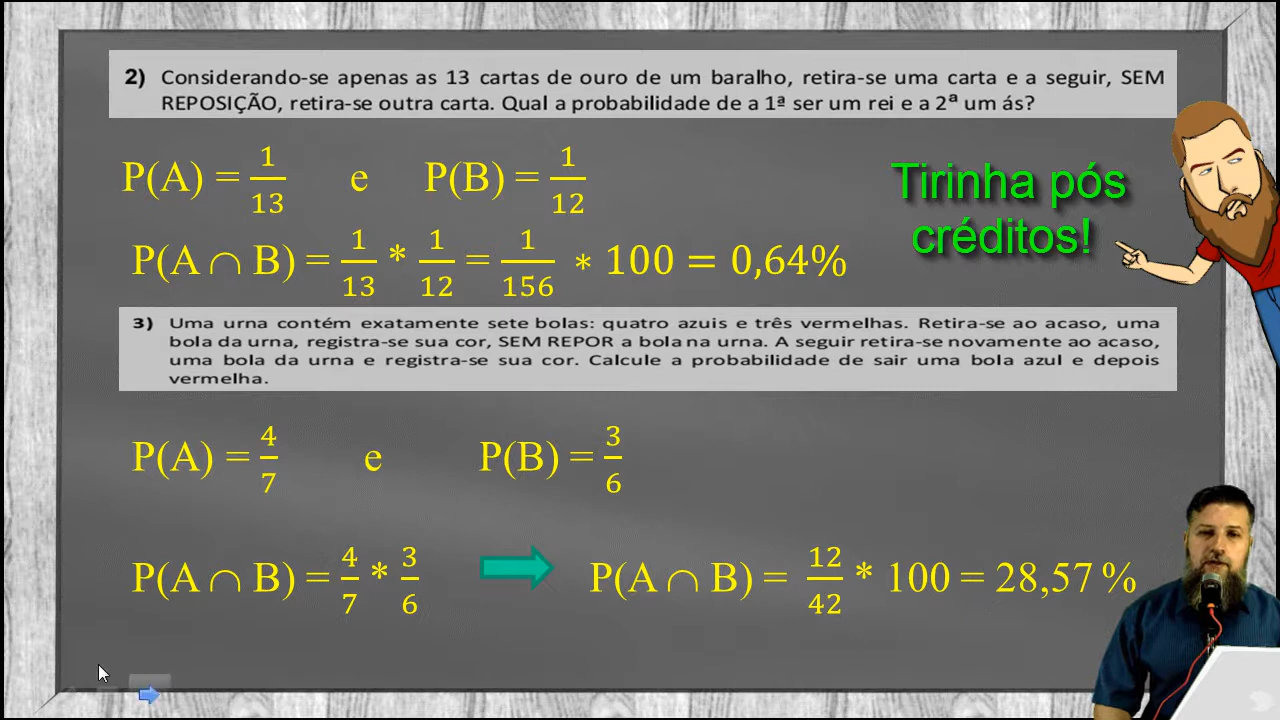 2) Considerando-se apenas as 13 cartas de ouro de um baralho, retira-se uma carta e a seguir, SEM
REPOSIÇÃO, retira-se outra carta. Qual a probabilidade de a 1ª ser um rei e a 2ª um ás?
P(A) = 1/13 e P(B) = 1/12
Tirinha pós
créditos!
P(A ∩ B) = 1/13 * 1/12 = 1/156 * 100 = 0,64%
3) Uma urna contém exatamente sete bolas: quatro azuis e três vermelhas. Retira-se ao acaso, uma
bola da urna, registra-se sua cor, SEM REPOR a bola na urna. A seguir retira-se novamente ao acaso,
uma bola da urna e registra-se sua cor. Calcule a probabilidade de sair uma bola azul e depois
vermelha.
P(A) = 4/7 e P(B) = 3/6
P(A ∩ B) = 4/7 * 3/6 P(A ∩ B) = 12/42 * 100 = 28,57 %